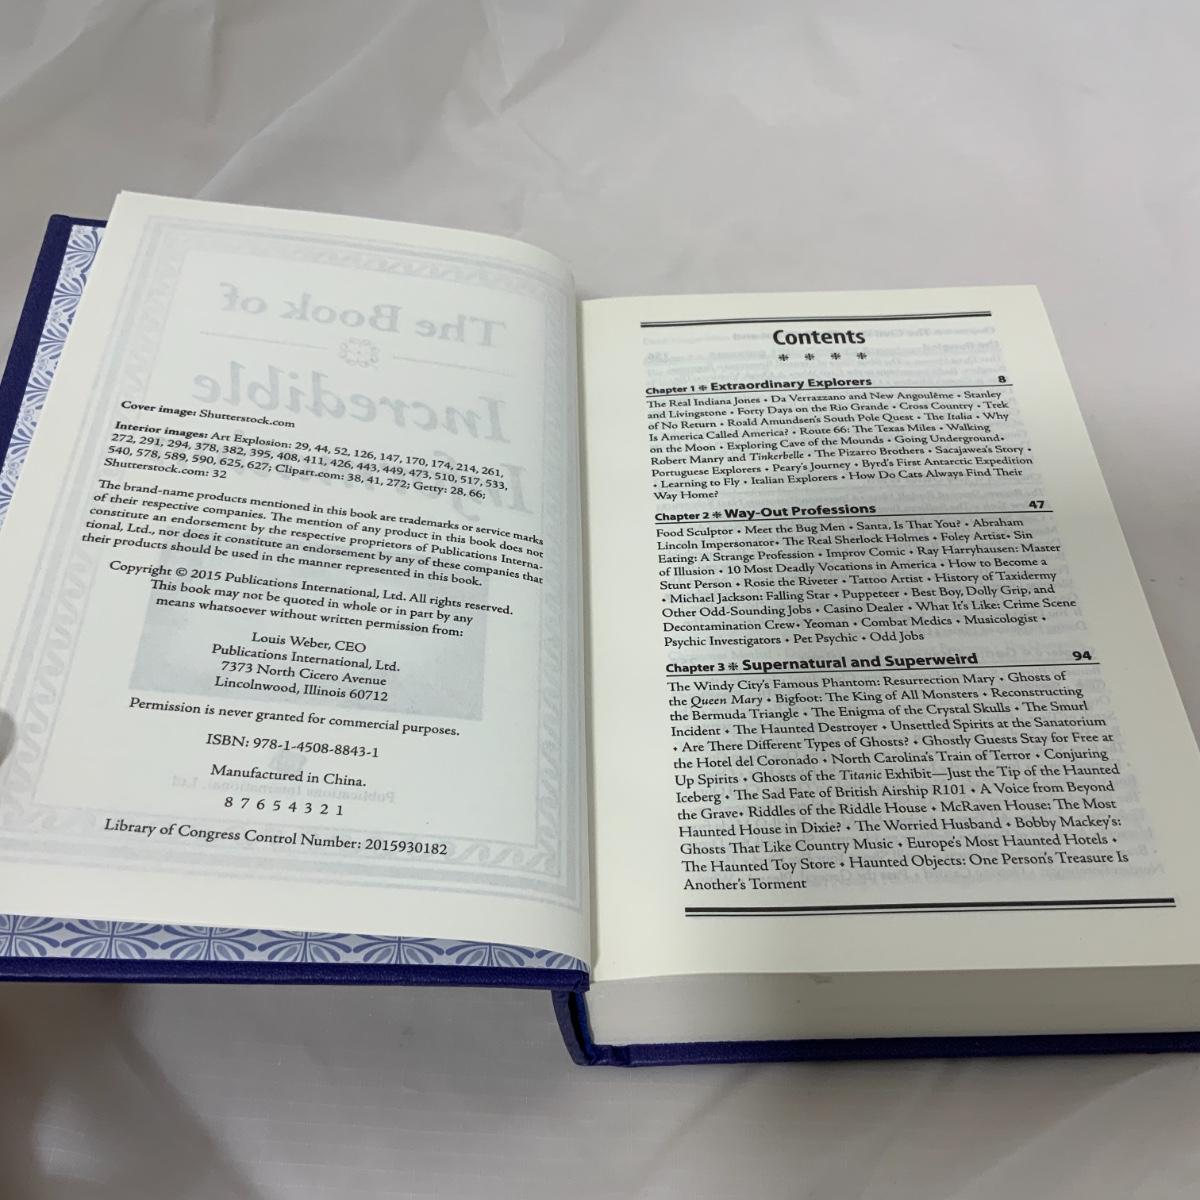 Cover image: Shutterstock.com
Interior images: Art Explosion: 29, 44, 52, 126, 147, 170, 174, 214, 261,
272, 291, 294, 378, 382, 395, 408, 411, 426, 443, 449, 473, 510, 517, 533,
540, 578, 589, 590, 625, 627; Clipart.com: 38, 41, 272; Getty: 28, 66;
Shutterstock.com: 32
The brand-name products mentioned in this book are trademarks or service marks
of their respective companies. The mention of any product in this book does not
constitute an endorsement by the respective proprietors of Publications Interna-
tional, Ltd., nor does it constitute an endorsement by any of these companies that
their products should be used in the manner represented in this book.
Copyright © 2015 Publications International, Ltd. All rights reserved.
This book may not be quoted in whole or in part by any
means whatsoever without written permission from:
Louis Weber, CEO
Publications International, Ltd.
7373 North Cicero Avenue
Lincolnwood, Illinois 60712
Permission is never granted for commercial purposes.
ISBN: 978-1-4508-8843-1
Manufactured in China.
8 7 6 5 4 3 2 1
Library of Congress Control Number: 2015930182
The Book of
Incredible
Contents
Chapter 1 ❉ Extraordinary Explorers 8
The Real Indiana Jones • Da Verrazzano and New Angoulême • Stanley
and Livingstone • Forty Days on the Rio Grande • Cross Country • Trek
of No Return • Roald Amundsen's South Pole Quest • The Italia • Why
Is America Called America? • Route 66: The Texas Miles • Walking
on the Moon • Exploring Cave of the Mounds • Going Underground •
Robert Manry and Tinkerbelle • The Pizarro Brothers • Sacajawea's Story •
Portuguese Explorers • Peary's Journey • Byrd's First Antarctic Expedition
• Learning to Fly • Italian Explorers • How Do Cats Always Find Their
Way Home?
Chapter 2 ❉ Way-Out Professions 47
Food Sculptor • Meet the Bug Men • Santa, Is That You? • Abraham
Lincoln Impersonator • The Real Sherlock Holmes • Foley Artist • Sin
Eating: A Strange Profession • Improv Comic • Ray Harryhausen: Master
of Illusion • 10 Most Deadly Vocations in America • How to Become a
Stunt Person • Rosie the Riveter • Tattoo Artist • History of Taxidermy
• Michael Jackson: Falling Star • Puppeteer • Best Boy, Dolly Grip, and
Other Odd-Sounding Jobs • Casino Dealer • What It's Like: Crime Scene
Decontamination Crew • Yeoman • Combat Medics • Musicologist •
Psychic Investigators • Pet Psychic • Odd Jobs
Chapter 3 ❉ Supernatural and Superweird 94
The Windy City's Famous Phantom: Resurrection Mary • Ghosts of
the Queen Mary • Bigfoot: The King of All Monsters • Reconstructing
the Bermuda Triangle • The Enigma of the Crystal Skulls • The Smurl
Incident • The Haunted Destroyer • Unsettled Spirits at the Sanatorium
• Are There Different Types of Ghosts? • Ghostly Guests Stay for Free at
the Hotel del Coronado • North Carolina's Train of Terror • Conjuring
Up Spirits • Ghosts of the Titanic Exhibit—Just the Tip of the Haunted
Iceberg • The Sad Fate of British Airship R101 • A Voice from Beyond
the Grave • Riddles of the Riddle House • McRaven House: The Most
Haunted House in Dixie? • The Worried Husband • Bobby Mackey's:
Ghosts That Like Country Music • Europe's Most Haunted Hotels •
The Haunted Toy Store • Haunted Objects: One Person's Treasure Is
Another's Torment